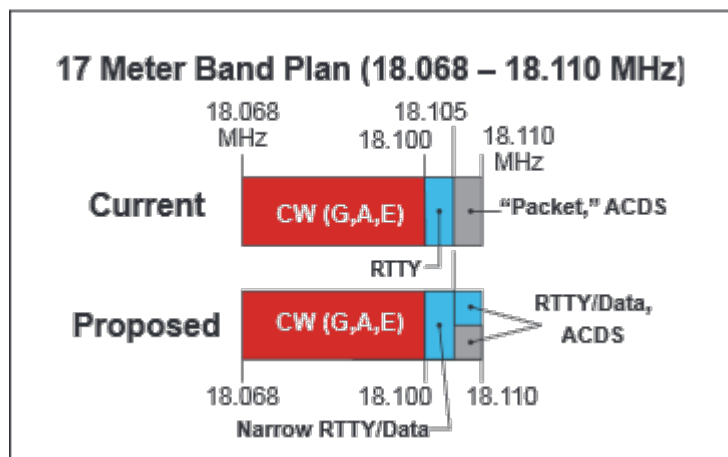 17 Meter Band Plan (18.068 – 18.110 MHz)
18.068
MHz
18.105
18.100
18.110
MHz
Current
CW (G,A,E)
“Packet,” ACDS
RTTY
Proposed
CW (G,A,E)
RTTY/Data,
ACDS
18.068
18.100
18.110
Narrow RTTY/Data